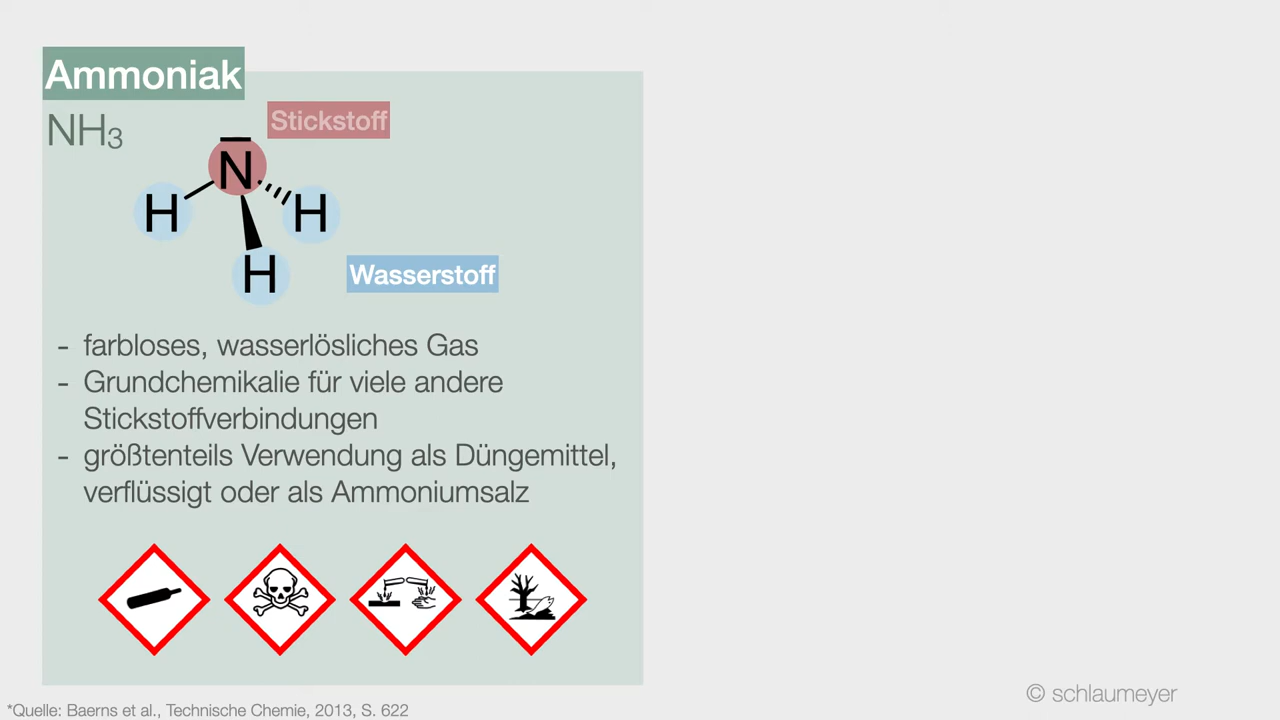 Ammoniak
NH₃
Stickstoff
N
H
H
H
Wasserstoff
- farbloses, wasserlösliches Gas
- Grundchemikalie für viele andere
Stickstoffverbindungen
- größtenteils Verwendung als Düngemittel,
verflüssigt oder als Ammoniumsalz
© schlaumeyer
*Quelle: Baerns et al., Technische Chemie, 2013, S. 622